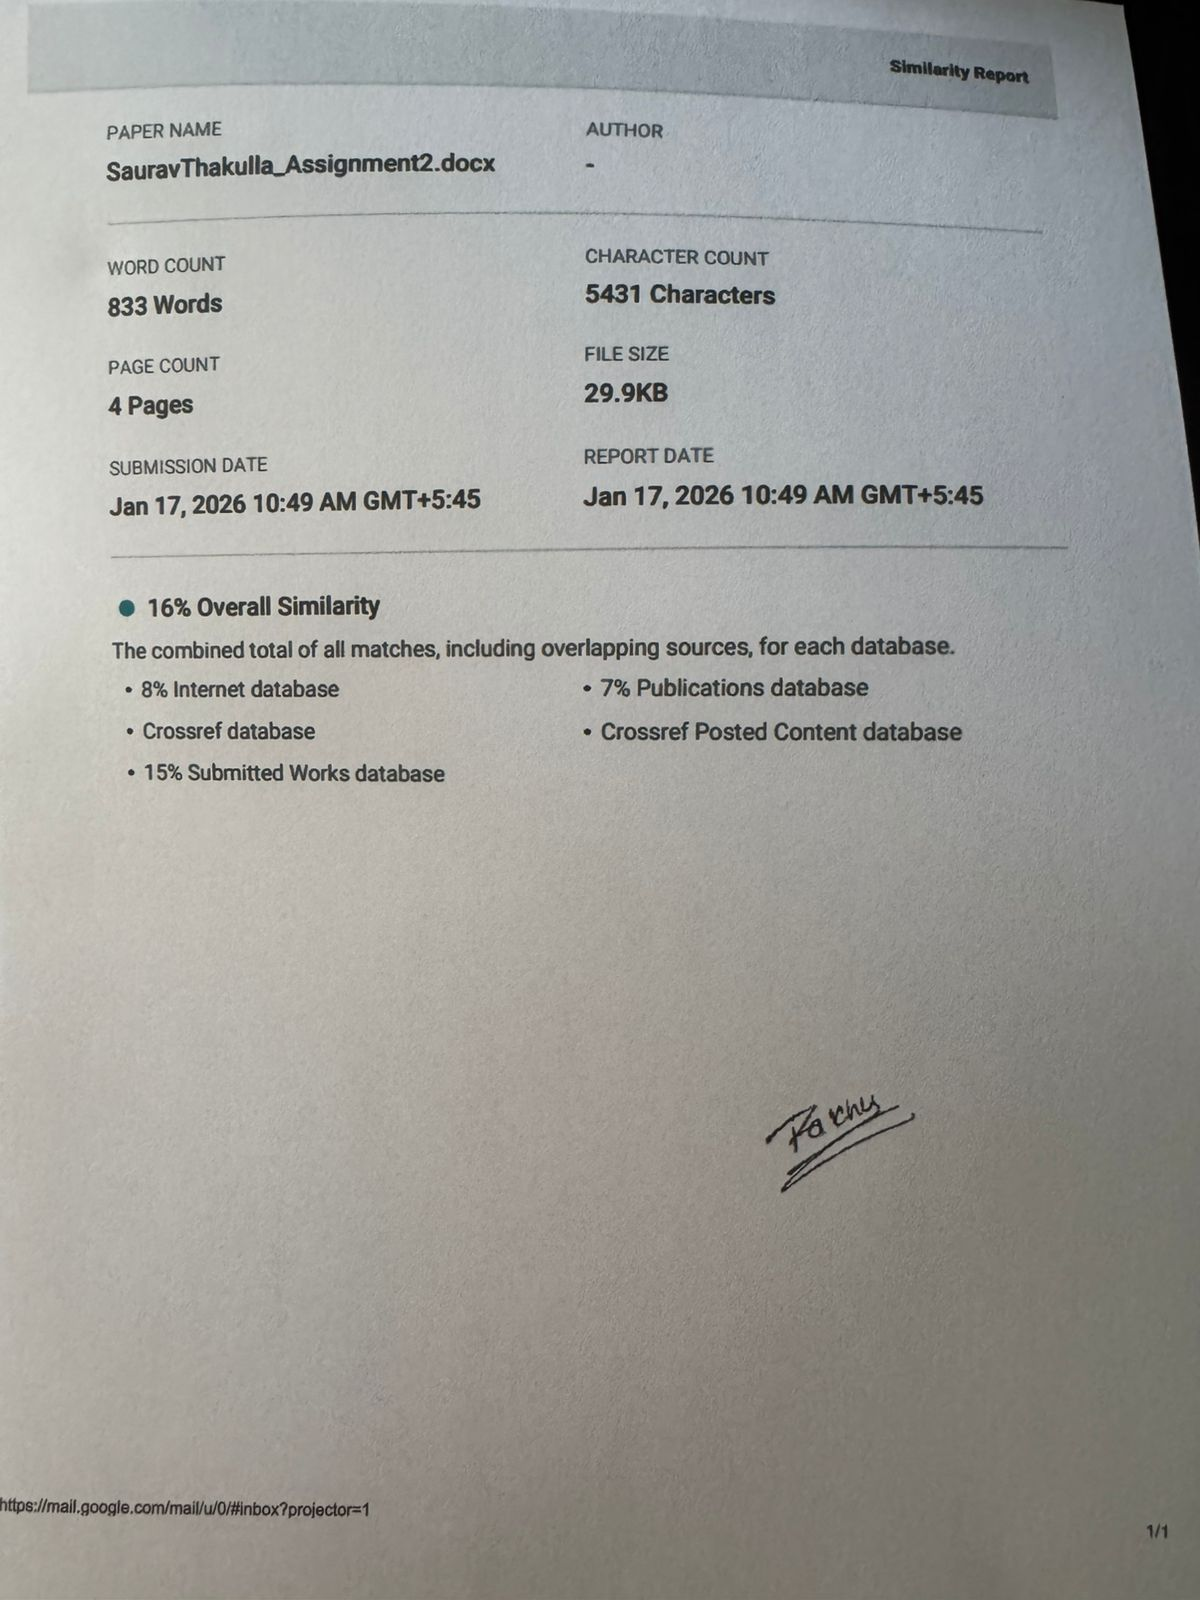 Similarity Report
PAPER NAME
SauravThakulla_Assignment2.docx
AUTHOR
-
WORD COUNT
833 Words
CHARACTER COUNT
5431 Characters
PAGE COUNT
4 Pages
FILE SIZE
29.9KB
SUBMISSION DATE
Jan 17, 2026 10:49 AM GMT+5:45
REPORT DATE
Jan 17, 2026 10:49 AM GMT+5:45
● 16% Overall Similarity
The combined total of all matches, including overlapping sources, for each database.
• 8% Internet database
• 7% Publications database
• Crossref database
• Crossref Posted Content database
• 15% Submitted Works database
https://mail.google.com/mail/u/0/#inbox?projector=1
1/1